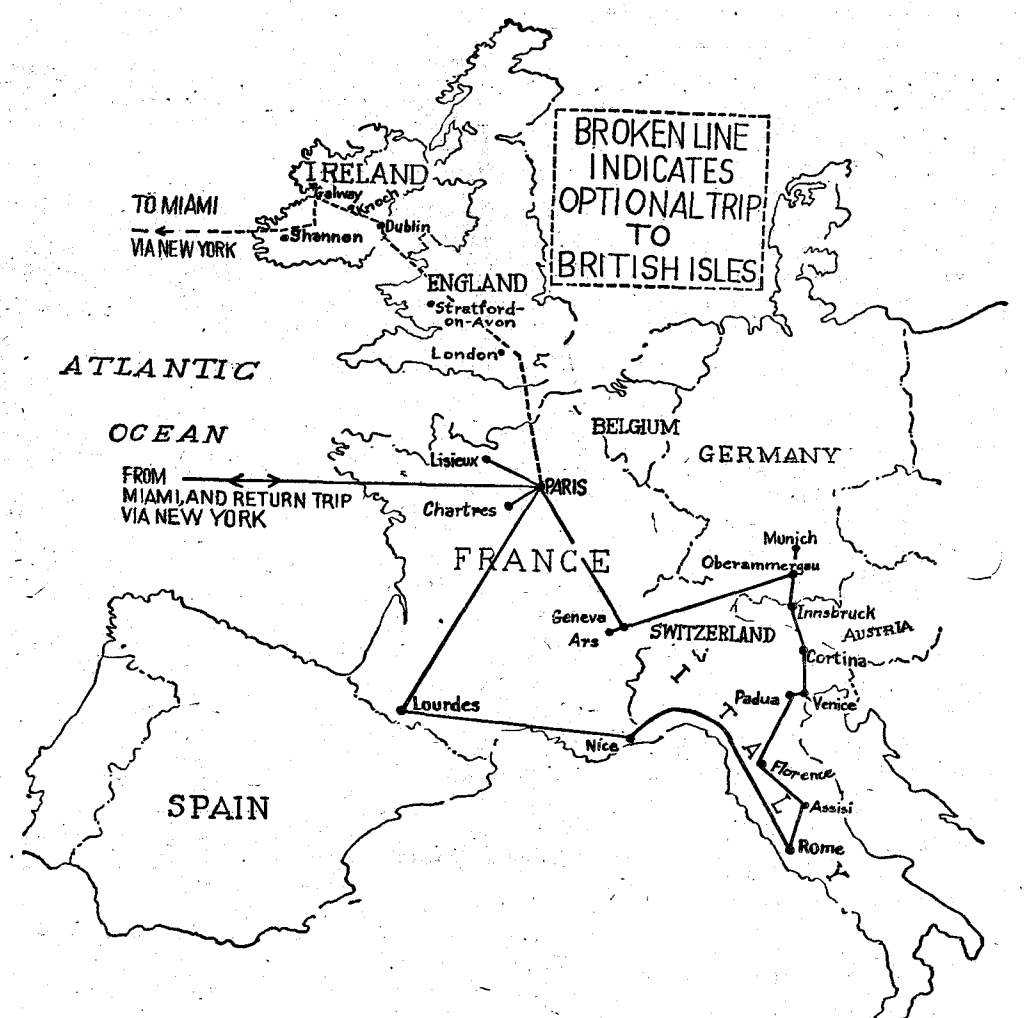 BROKEN LINE
INDICATES
OPTIONAL TRIP
TO
BRITISH ISLES
IRELAND
Galway
Knoch
TO MIAMI
VIA NEW YORK
Shannon
Dublin
ENGLAND
Stratford-
on-Avon
London
ATLANTIC
OCEAN
BELGIUM
GERMANY
Lisieux
FROM
MIAMI, AND RETURN TRIP
VIA NEW YORK
PARIS
Chartres
FRANCE
Munich
Oberammergau
Geneva
Ars
SWITZERLAND
Innsbruck
AUSTRIA
Cortina
Padua
Venice
Lourdes
Nice
ITALY
Florence
Assisi
Rome
SPAIN